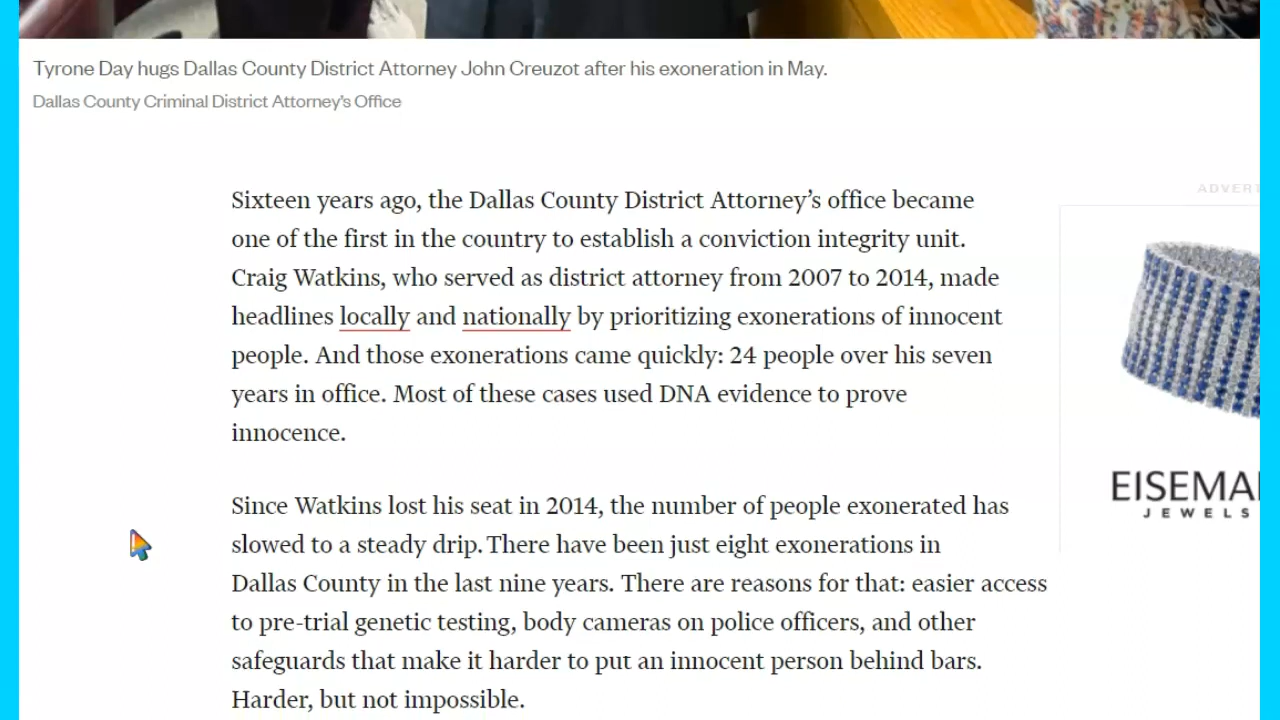 Tyrone Day hugs Dallas County District Attorney John Creuzot after his exoneration in May.
Dallas County Criminal District Attorney's Office
ADVERT
Sixteen years ago, the Dallas County District Attorney’s office became
one of the first in the country to establish a conviction integrity unit.
Craig Watkins, who served as district attorney from 2007 to 2014, made
headlines locally and nationally by prioritizing exonerations of innocent
people. And those exonerations came quickly: 24 people over his seven
years in office. Most of these cases used DNA evidence to prove
innocence.
EISEMA
JEWELS
Since Watkins lost his seat in 2014, the number of people exonerated has
slowed to a steady drip. There have been just eight exonerations in
Dallas County in the last nine years. There are reasons for that: easier access
to pre-trial genetic testing, body cameras on police officers, and other
safeguards that make it harder to put an innocent person behind bars.
Harder, but not impossible.